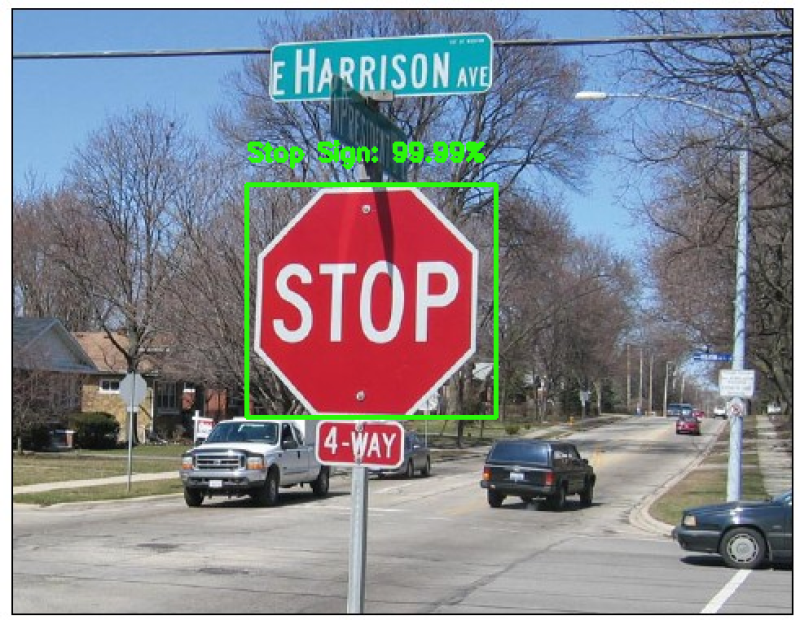 E HARRISON AVE
Stop Sign: 99.99%
STOP
4-WAY